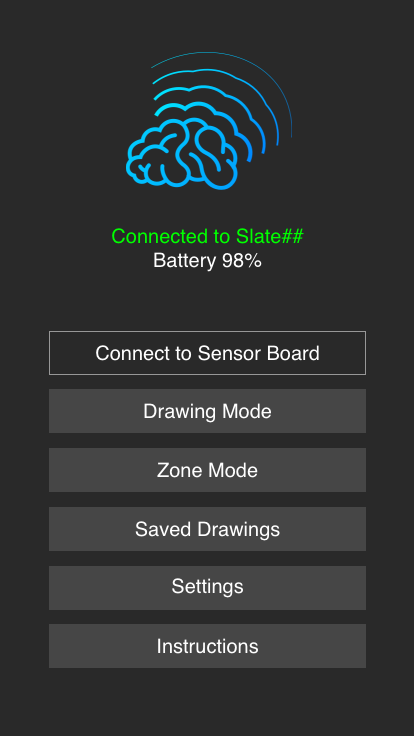 Connected to Slate##
Battery 98%
Connect to Sensor Board
Drawing Mode
Zone Mode
Saved Drawings
Settings
Instructions